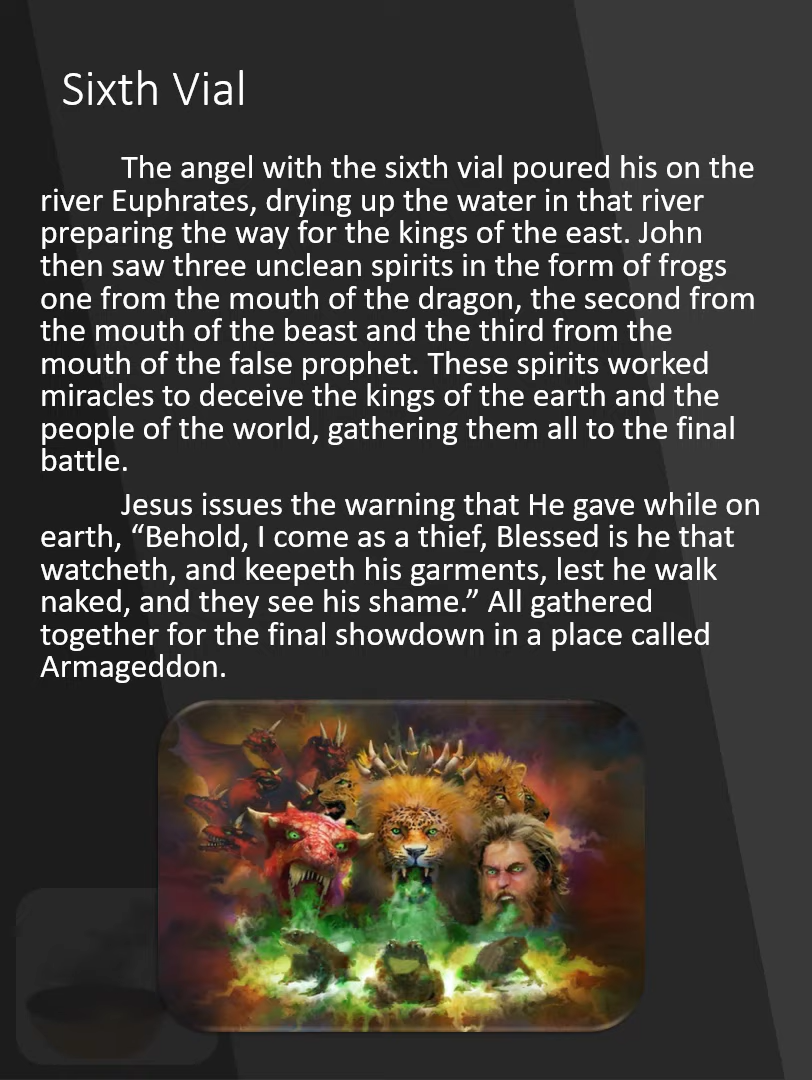 Sixth Vial
The angel with the sixth vial poured his on the
river Euphrates, drying up the water in that river
preparing the way for the kings of the east. John
then saw three unclean spirits in the form of frogs
one from the mouth of the dragon, the second from
the mouth of the beast and the third from the
mouth of the false prophet. These spirits worked
miracles to deceive the kings of the earth and the
people of the world, gathering them all to the final
battle.
Jesus issues the warning that He gave while on
earth, “Behold, I come as a thief, Blessed is he that
watcheth, and keepeth his garments, lest he walk
naked, and they see his shame.” All gathered
together for the final showdown in a place called
Armageddon.